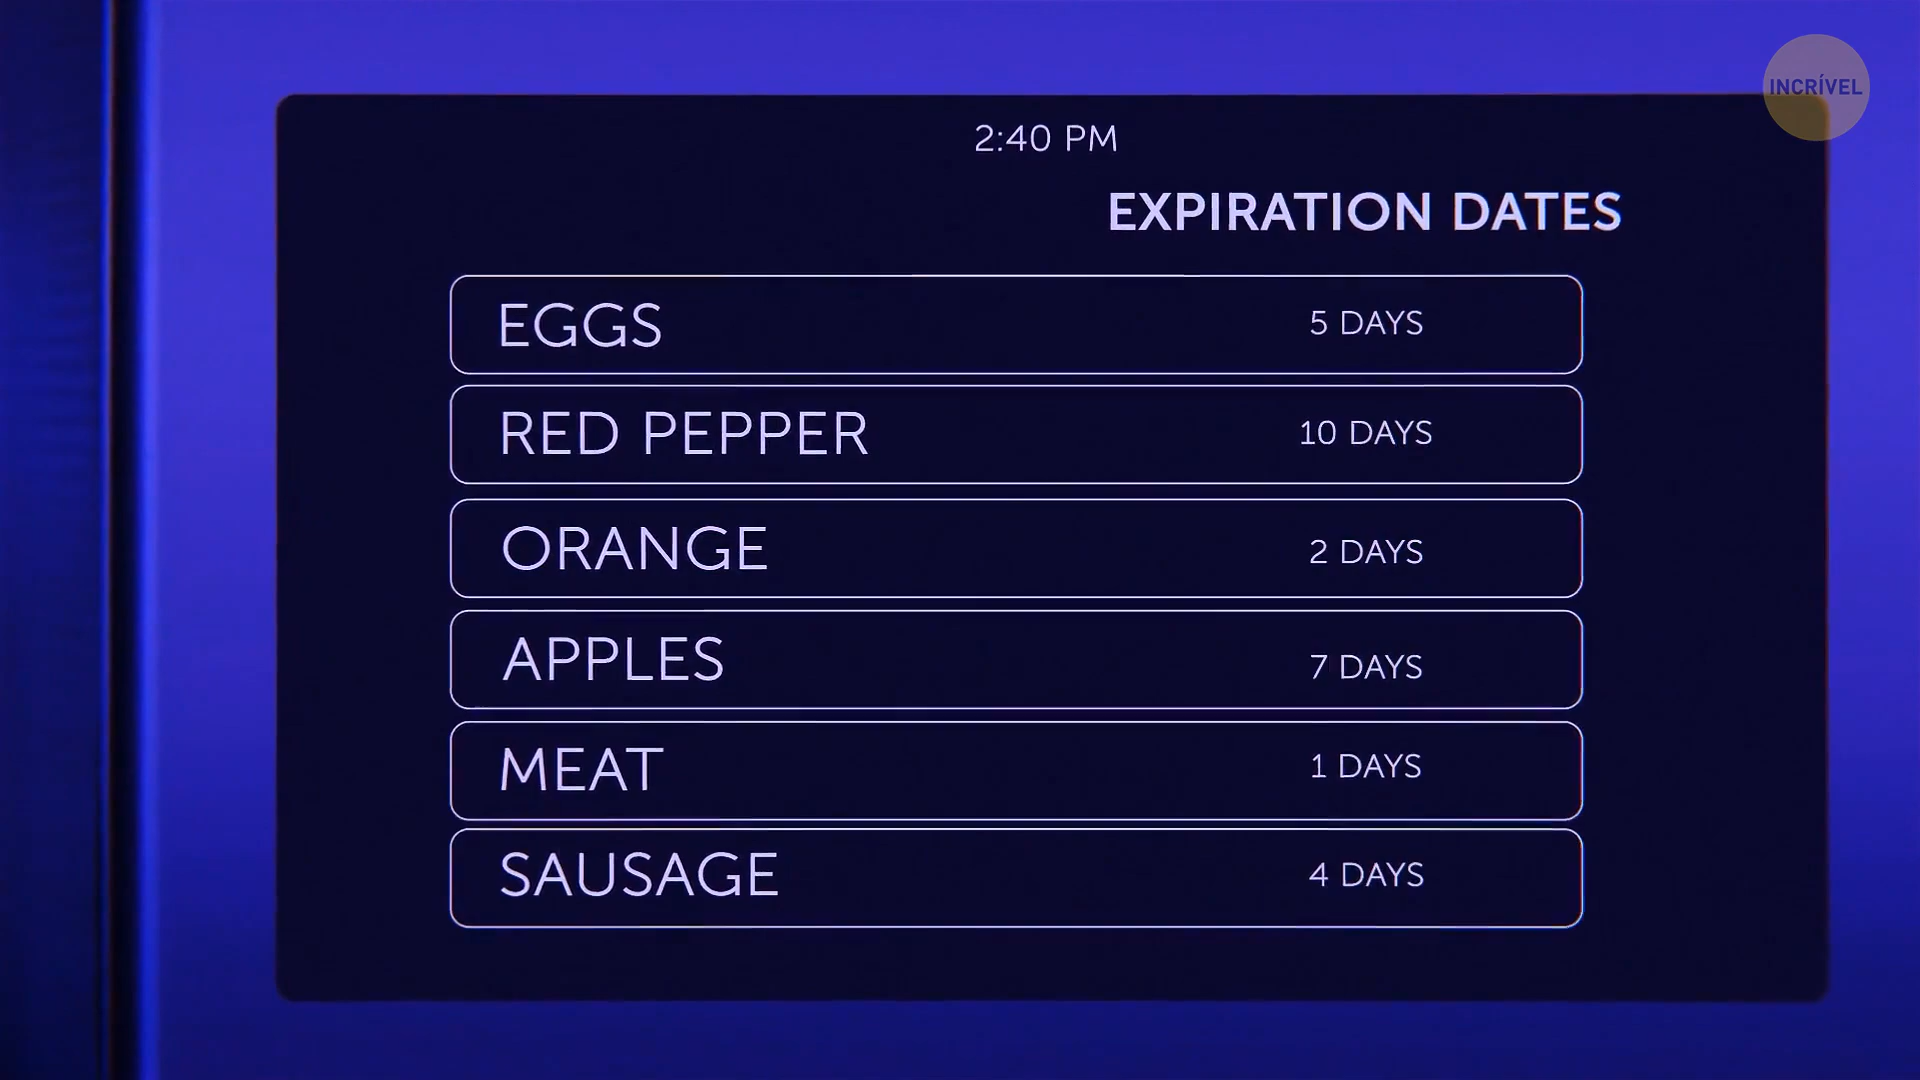 INCRÍVEL
2:40 PM
EXPIRATION DATES
EGGS 5 DAYS
RED PEPPER 10 DAYS
ORANGE 2 DAYS
APPLES 7 DAYS
MEAT 1 DAYS
SAUSAGE 4 DAYS